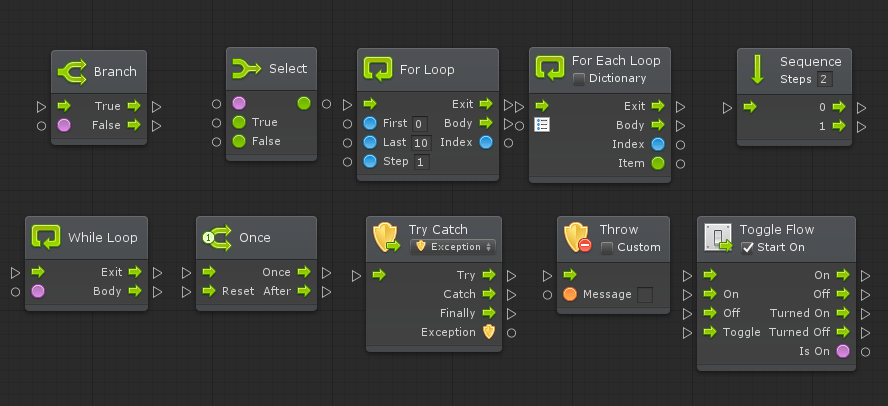 Branch
True
False
Select
True
False
For Loop
Exit
First 0 Body
Last 10 Index
Step 1
For Each Loop
Dictionary
Exit
Body
Index
Item
Sequence
Steps 2
0
1
While Loop
Exit
Body
1 Once
Once
Reset After
Try Catch
Exception
Try
Catch
Finally
Exception
Throw
Custom
Message
Toggle Flow
Start On
On
On Off
Off Turned On
Toggle Turned Off
Is On